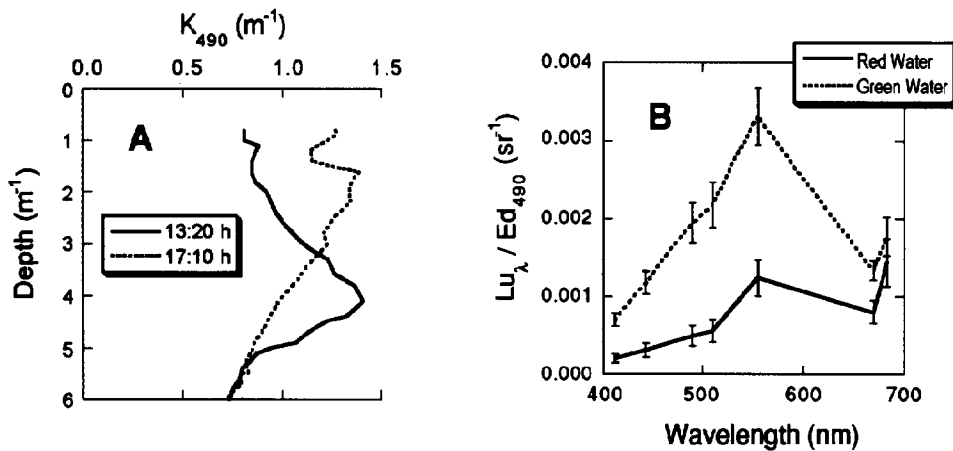 K490 (m-1)
0.0 0.5 1.0 1.5
0
1
2
3
4
5
6
Depth (m-1)
A
13:20 h
17:10 h
Red Water
Green Water
B
0.004
0.003
0.002
0.001
0.000
Luλ / Ed490 (sr-1)
400 500 600 700
Wavelength (nm)